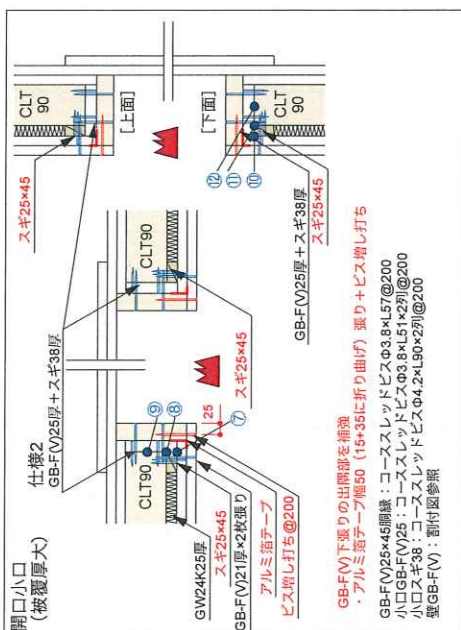 開口小口
(被覆厚大)
仕様2
GB-F(V)25厚+スギ38厚
CLT90
⑨
⑧
⑦
25
GW24K25厚
スギ25×45
GB-F(V)21厚×2枚張り
アルミ箔テープ
ビス増し打ち@200
CLT90
スギ25×45
スギ25×45
CLT
90
[上面]
[下面]
CLT
90
⑫
⑪
⑩
GB-F(V)25厚+スギ38厚
スギ25×45
GB-F(V)下張りの出隅部を補強
・アルミ箔テープ幅50(15+35に折り曲げ)張り+ビス増し打ち
GB-F(V)25×45胴縁:コーススレッドビスΦ3.8×L57@200
小口GB-F(V)25:コーススレッドビスΦ3.8×L51×2列@200
小口スギ38:コーススレッドビスΦ4.2×L90×2列@200
壁GB-F(V):割付図参照